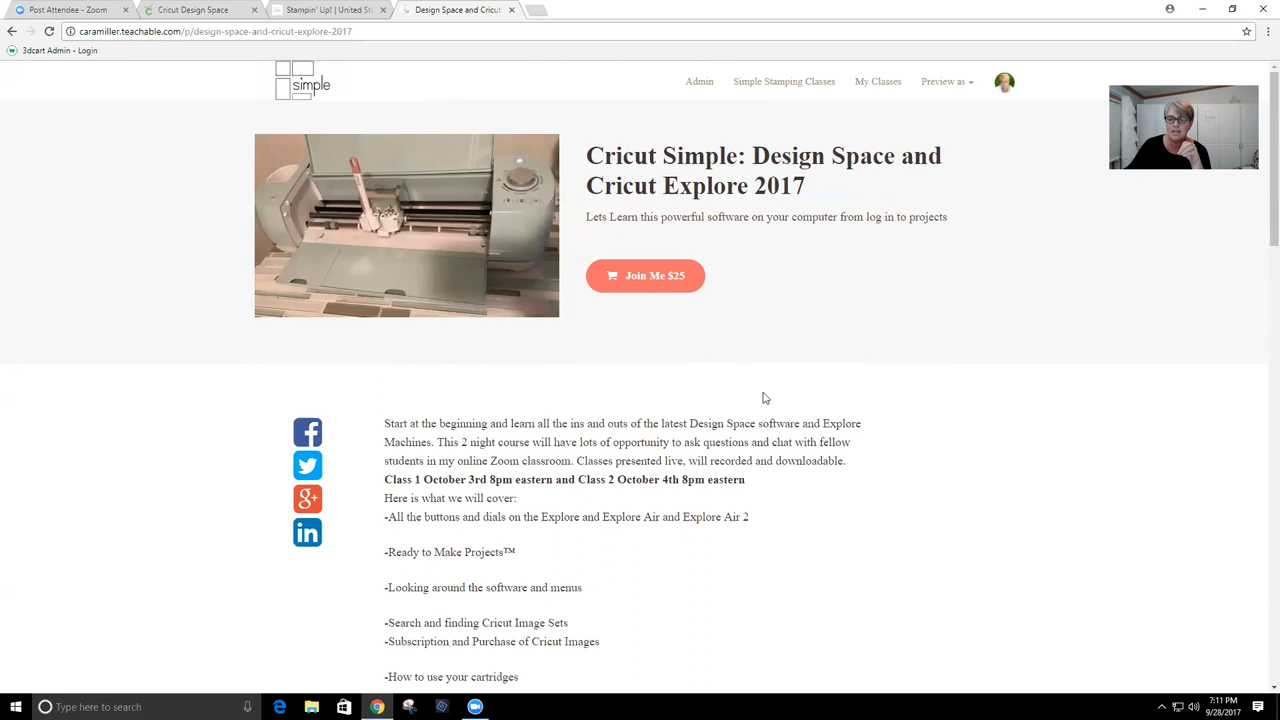 Post Attendee - Zoom
Cricut Design Space
Stampin' Up! | United St
Design Space and Cricut
caramiller.teachable.com/p/design-space-and-cricut-explore-2017
3dcart Admin - Login
simple
Admin
Simple Stamping Classes
My Classes
Preview as
Cricut Simple: Design Space and
Cricut Explore 2017
Lets Learn this powerful software on your computer from log in to projects
Join Me $25
Start at the beginning and learn all the ins and outs of the latest Design Space software and Explore
Machines. This 2 night course will have lots of opportunity to ask questions and chat with fellow
students in my online Zoom classroom. Classes presented live, will recorded and downloadable.
Class 1 October 3rd 8pm eastern and Class 2 October 4th 8pm eastern
Here is what we will cover:
-All the buttons and dials on the Explore and Explore Air and Explore Air 2
-Ready to Make Projects™
-Looking around the software and menus
-Search and finding Cricut Image Sets
-Subscription and Purchase of Cricut Images
-How to use your cartridges
Type here to search
7:11 PM
9/28/2017